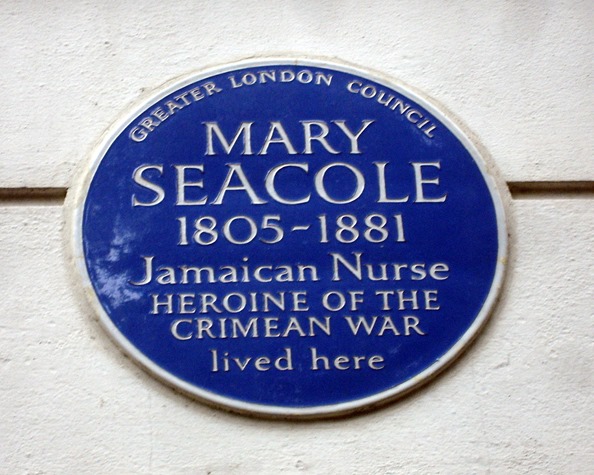 GREATER LONDON COUNCIL
MARY
SEACOLE
1805-1881
Jamaican Nurse
HEROINE OF THE
CRIMEAN WAR
lived here